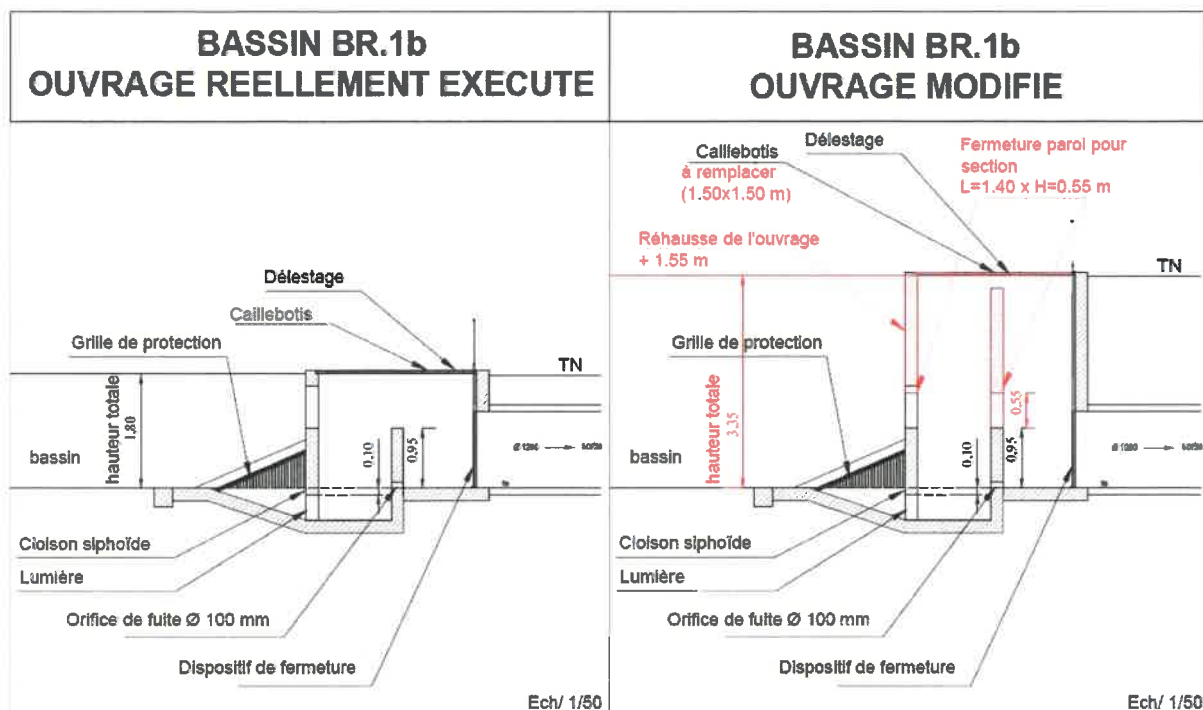 BASSIN BR.1b
OUVRAGE REELLEMENT EXECUTE
Délestage
Caillebotis
Grille de protection
TN
hauteur totale
1,80
bassin
0,10
0,95
Cloison siphoïde
Lumière
Orifice de fuite Ø 100 mm
Dispositif de fermeture
Ech/ 1/50
BASSIN BR.1b
OUVRAGE MODIFIE
Caillebotis
à remplacer
(1.50x1.50 m)
Délestage
Fermeture paroi pour
section
L=1.40 x H=0.55 m
Réhausse de l'ouvrage
+ 1.55 m
TN
Grille de protection
hauteur totale
3,35
0,55
bassin
0,10
0,95
Cloison siphoïde
Lumière
Orifice de fuite Ø 100 mm
Dispositif de fermeture
Ech/ 1/50